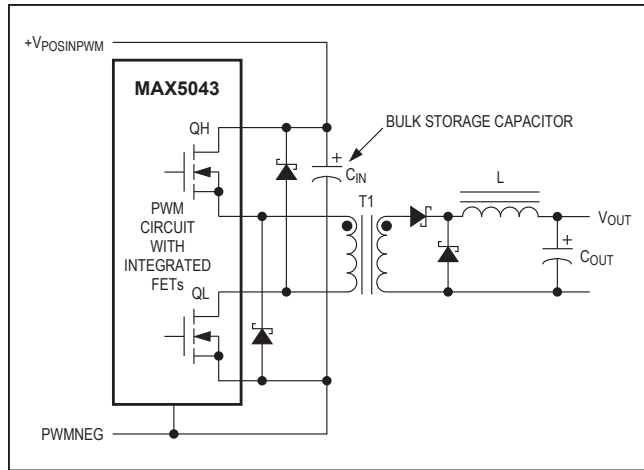 +VPOSINPWM
MAX5043
QH
BULK STORAGE CAPACITOR
+
CIN
T1
L
VOUT
PWM
CIRCUIT
WITH
INTEGRATED
FETs
+
COUT
QL
PWMNEG